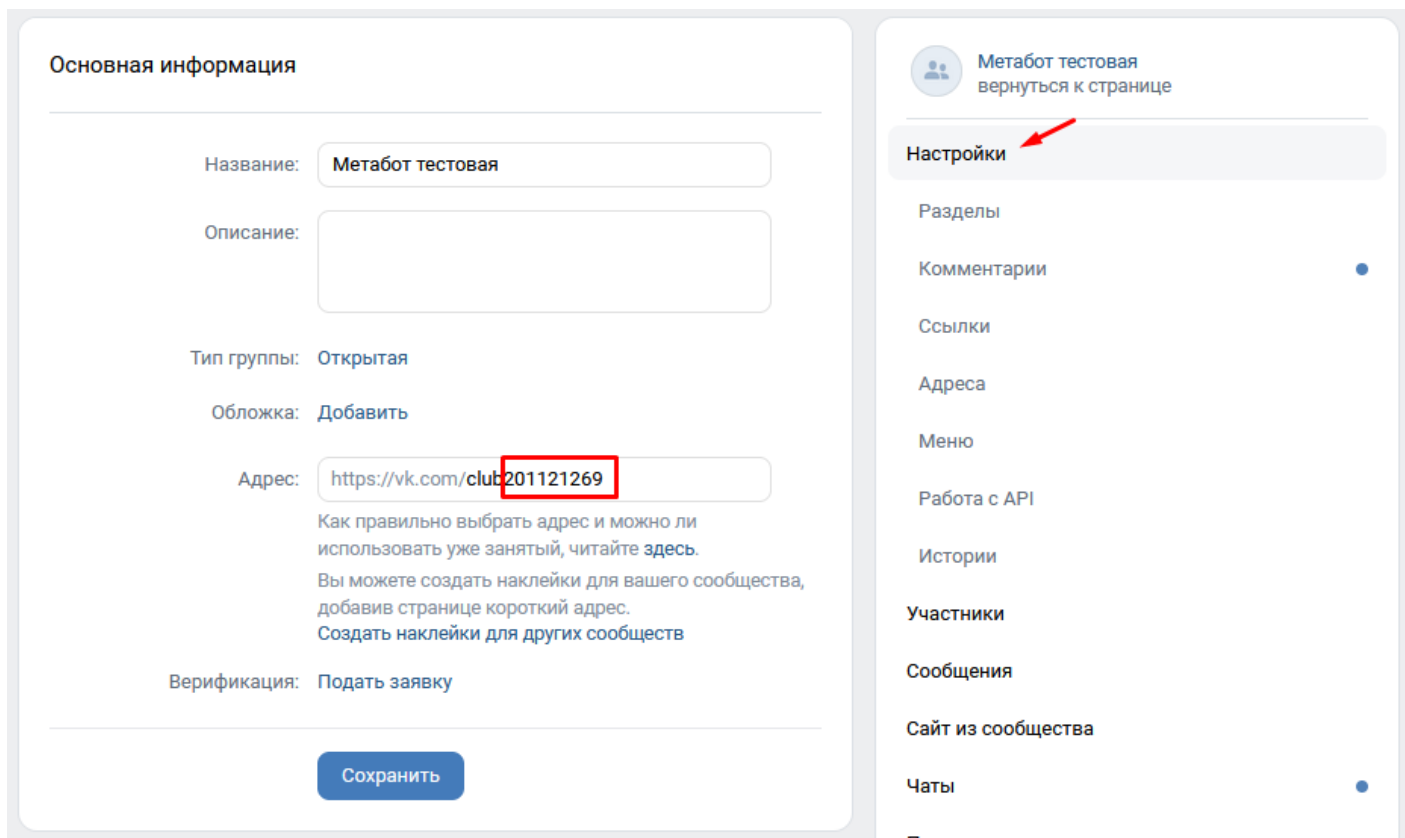 Основная информация
Название:
Метабот тестовая
Описание:
Тип группы:
Открытая
Обложка:
Добавить
Адрес:
https://vk.com/club201121269
Как правильно выбрать адрес и можно ли
использовать уже занятый, читайте здесь.
Вы можете создать наклейки для вашего сообщества,
добавив странице короткий адрес.
Создать наклейки для других сообществ
Верификация:
Подать заявку
Сохранить
Метабот тестовая
вернуться к странице
Настройки
Разделы
Комментарии
Ссылки
Адреса
Меню
Работа с API
Истории
Участники
Сообщения
Сайт из сообщества
Чаты